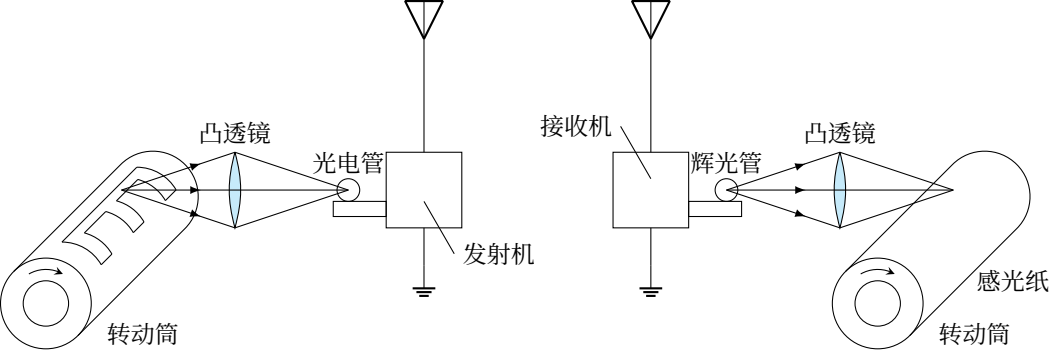 凸透镜
光电管
发射机
转动筒
接收机
辉光管
凸透镜
感光纸
转动筒